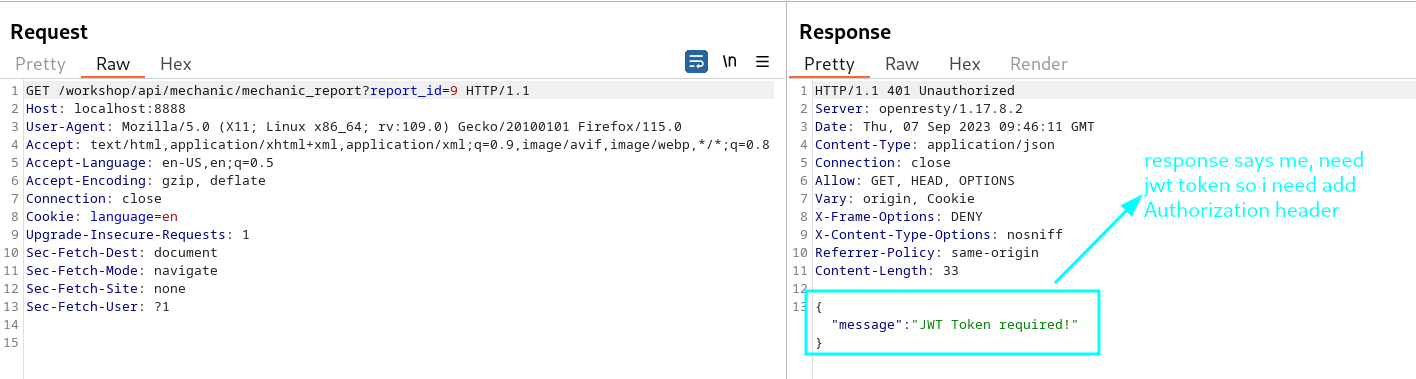 Request
Pretty Raw Hex
\n
1 GET /workshop/api/mechanic/mechanic_report?report_id=9 HTTP/1.1
2 Host: localhost:8888
3 User-Agent: Mozilla/5.0 (X11; Linux x86_64; rv:109.0) Gecko/20100101 Firefox/115.0
4 Accept: text/html,application/xhtml+xml,application/xml;q=0.9,image/avif,image/webp,*/*;q=0.8
5 Accept-Language: en-US,en;q=0.5
6 Accept-Encoding: gzip, deflate
7 Connection: close
8 Cookie: language=en
9 Upgrade-Insecure-Requests: 1
10 Sec-Fetch-Dest: document
11 Sec-Fetch-Mode: navigate
12 Sec-Fetch-Site: none
13 Sec-Fetch-User: ?1
14
15
Response
Pretty Raw Hex Render
1 HTTP/1.1 401 Unauthorized
2 Server: openresty/1.17.8.2
3 Date: Thu, 07 Sep 2023 09:46:11 GMT
4 Content-Type: application/json
5 Connection: close
6 Allow: GET, HEAD, OPTIONS
7 Vary: origin, Cookie
8 X-Frame-Options: DENY
9 X-Content-Type-Options: nosniff
10 Referrer-Policy: same-origin
11 Content-Length: 33
12
13 {
"message":"JWT Token required!"
}
response says me, need
jwt token so i need add
Authorization header